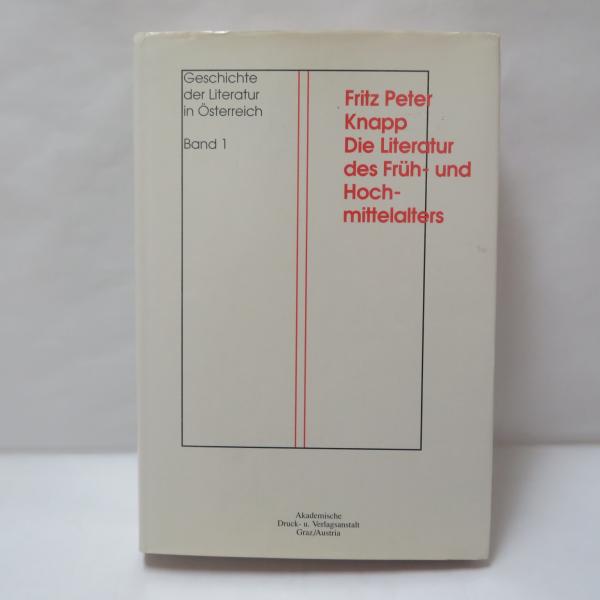 Geschichte
der Literatur
in Österreich
Band 1
Fritz Peter
Knapp
Die Literatur
des Früh- und
Hoch-
mittelalters
Akademische
Druck- u. Verlagsanstalt
Graz/Austria